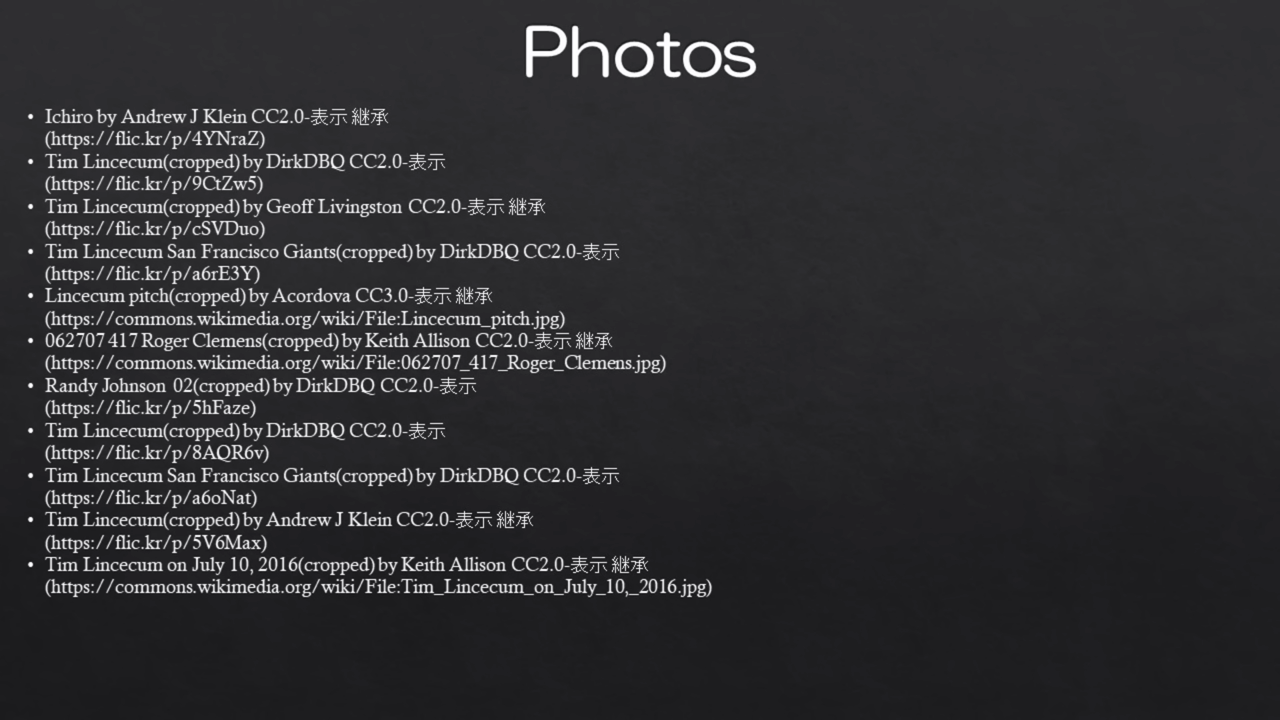 Photos
• Ichiro by Andrew J Klein CC2.0-表示 継承
(https://flic.kr/p/4YNraZ)
• Tim Lincecum(cropped) by DirkDBQ CC2.0-表示
(https://flic.kr/p/9CtZw5)
• Tim Lincecum(cropped) by Geoff Livingston CC2.0-表示 継承
(https://flic.kr/p/cSVDuo)
• Tim Lincecum San Francisco Giants(cropped) by DirkDBQ CC2.0-表示
(https://flic.kr/p/a6rE3Y)
• Lincecum pitch(cropped) by Acordova CC3.0-表示 継承
(https://commons.wikimedia.org/wiki/File:Lincecum_pitch.jpg)
• 062707 417 Roger Clemens(cropped) by Keith Allison CC2.0-表示 継承
(https://commons.wikimedia.org/wiki/File:062707_417_Roger_Clemens.jpg)
• Randy Johnson 02(cropped) by DirkDBQ CC2.0-表示
(https://flic.kr/p/5hFaze)
• Tim Lincecum(cropped) by DirkDBQ CC2.0-表示
(https://flic.kr/p/8AQR6v)
• Tim Lincecum San Francisco Giants(cropped) by DirkDBQ CC2.0-表示
(https://flic.kr/p/a6oNat)
• Tim Lincecum(cropped) by Andrew J Klein CC2.0-表示 継承
(https://flic.kr/p/5V6Max)
• Tim Lincecum on July 10, 2016(cropped) by Keith Allison CC2.0-表示 継承
(https://commons.wikimedia.org/wiki/File:Tim_Lincecum_on_July_10,_2016.jpg)